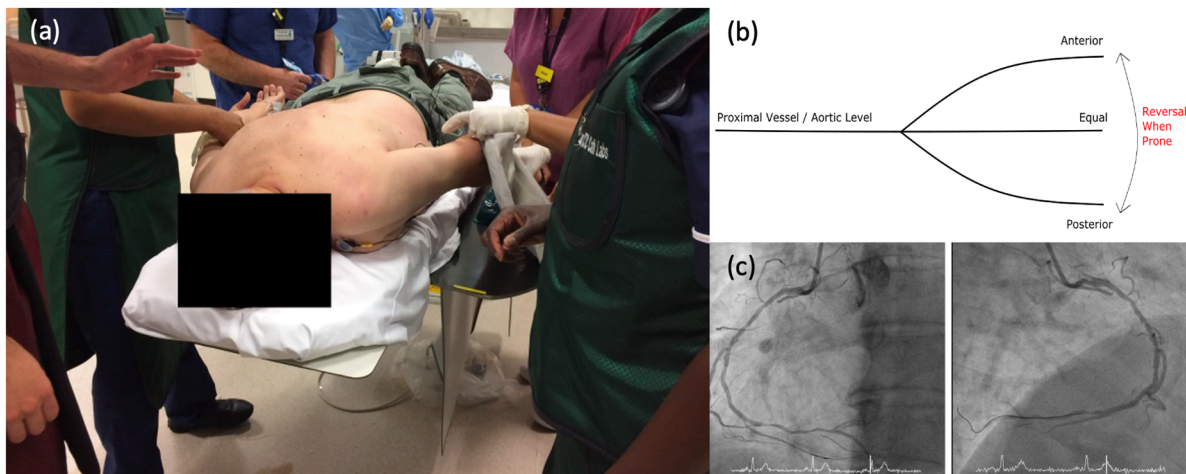 (a)
(b)
Anterior
Proximal Vessel / Aortic Level
Equal
Reversal
When
Prone
Posterior
(c)